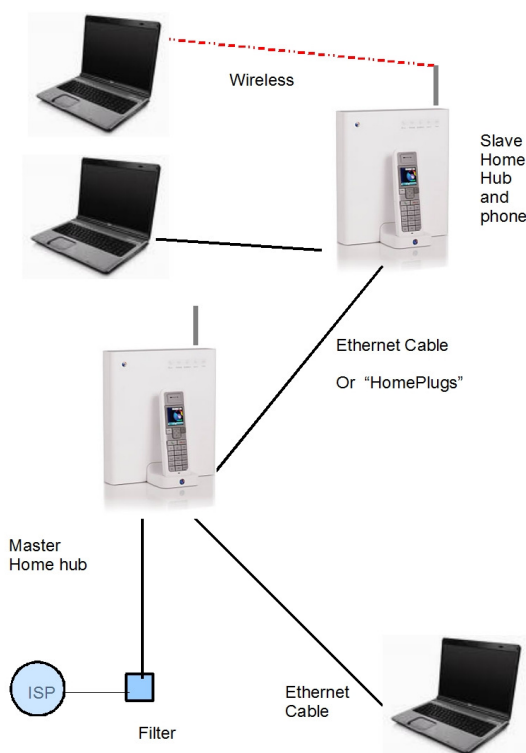 Wireless
Slave
Home
Hub
and
phone
Ethernet Cable
Or “HomePlugs”
Master
Home hub
ISP
Filter
Ethernet
Cable